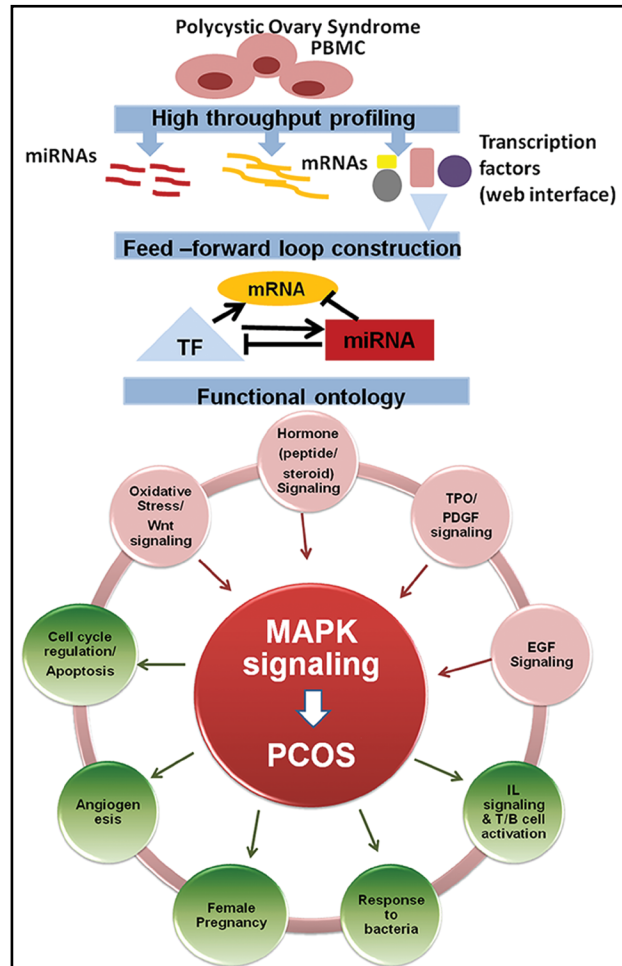 Polycystic Ovary Syndrome
PBMC
High throughput profiling
miRNAs
mRNAs
Transcription
factors
(web interface)
Feed –forward loop construction
mRNA
TF
miRNA
Functional ontology
Hormone
(peptide/
steroid)
Signaling
Oxidative
Stress/
Wnt
signaling
TPO/
PDGF
signaling
Cell cycle
regulation/
Apoptosis
MAPK
signaling
PCOS
EGF
Signaling
Angiogen
esis
IL
signaling
& T/B cell
activation
Female
Pregnancy
Response
to
bacteria